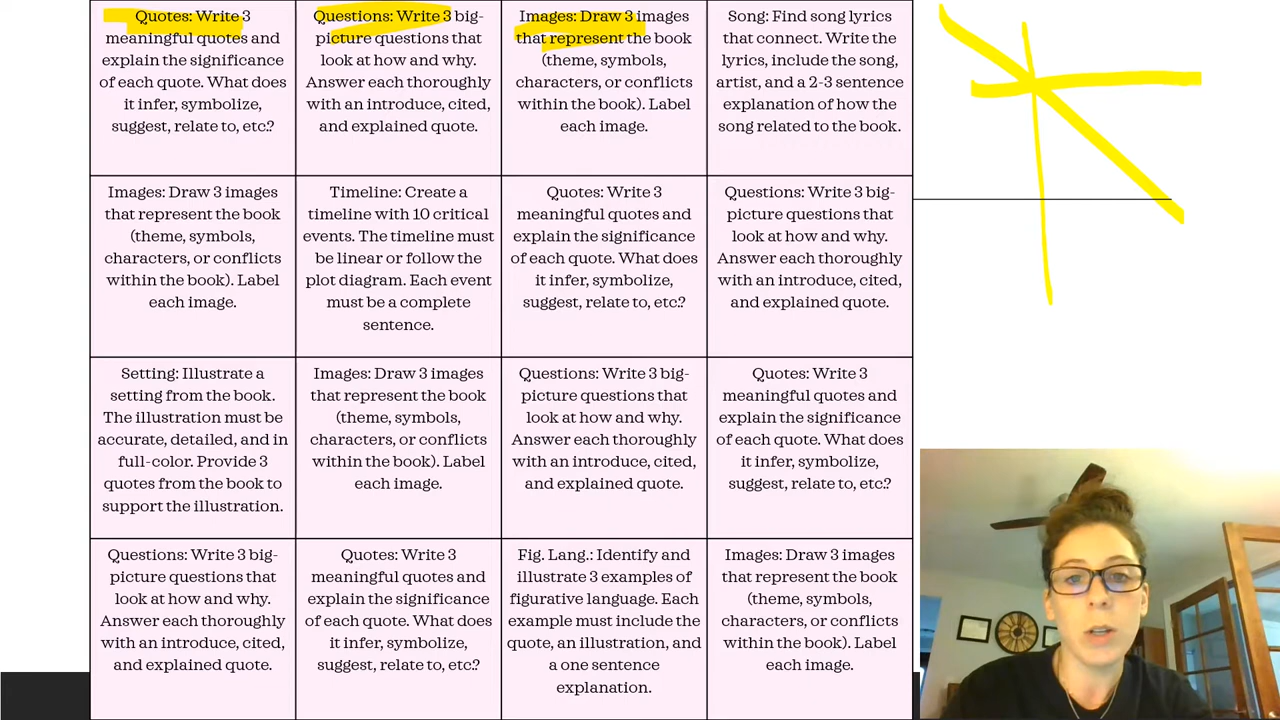 Quotes: Write 3
meaningful quotes and
explain the significance
of each quote. What does
it infer, symbolize,
suggest, relate to, etc.?
Questions: Write 3 big-
picture questions that
look at how and why.
Answer each thoroughly
with an introduce, cited,
and explained quote.
Images: Draw 3 images
that represent the book
(theme, symbols,
characters, or conflicts
within the book). Label
each image.
Song: Find song lyrics
that connect. Write the
lyrics, include the song,
artist, and a 2-3 sentence
explanation of how the
song related to the book.
Images: Draw 3 images
that represent the book
(theme, symbols,
characters, or conflicts
within the book). Label
each image.
Timeline: Create a
timeline with 10 critical
events. The timeline must
be linear or follow the
plot diagram. Each event
must be a complete
sentence.
Quotes: Write 3
meaningful quotes and
explain the significance
of each quote. What does
it infer, symbolize,
suggest, relate to, etc.?
Questions: Write 3 big-
picture questions that
look at how and why.
Answer each thoroughly
with an introduce, cited,
and explained quote.
Setting: Illustrate a
setting from the book.
The illustration must be
accurate, detailed, and in
full-color. Provide 3
quotes from the book to
support the illustration.
Images: Draw 3 images
that represent the book
(theme, symbols,
characters, or conflicts
within the book). Label
each image.
Questions: Write 3 big-
picture questions that
look at how and why.
Answer each thoroughly
with an introduce, cited,
and explained quote.
Quotes: Write 3
meaningful quotes and
explain the significance
of each quote. What does
it infer, symbolize,
suggest, relate to, etc.?
Questions: Write 3 big-
picture questions that
look at how and why.
Answer each thoroughly
with an introduce, cited,
and explained quote.
Quotes: Write 3
meaningful quotes and
explain the significance
of each quote. What does
it infer, symbolize,
suggest, relate to, etc.?
Fig. Lang.: Identify and
illustrate 3 examples of
figurative language. Each
example must include the
quote, an illustration, and
a one sentence
explanation.
Images: Draw 3 images
that represent the book
(theme, symbols,
characters, or conflicts
within the book). Label
each image.